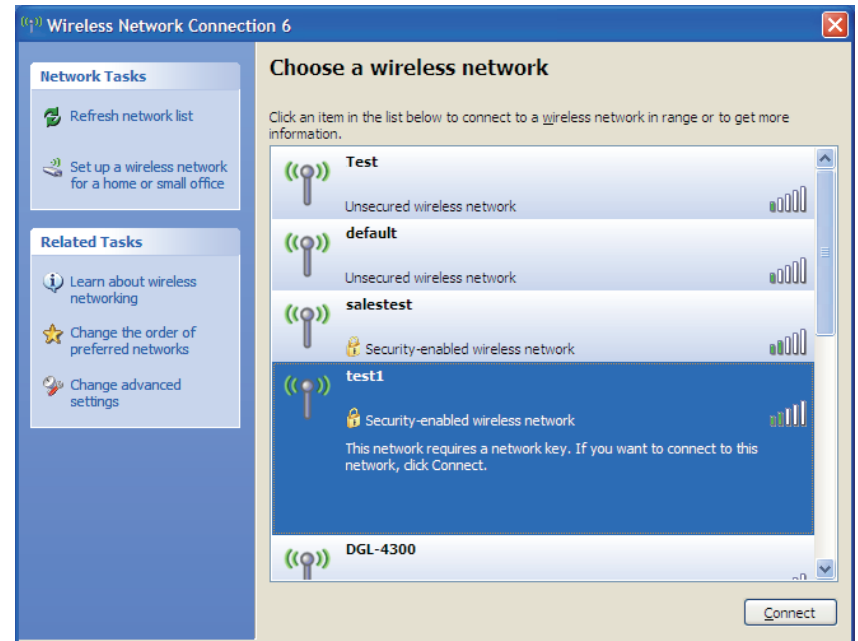 Wireless Network Connection 6
Network Tasks
Refresh network list
Set up a wireless network
for a home or small office
Related Tasks
Learn about wireless
networking
Change the order of
preferred networks
Change advanced
settings
Choose a wireless network
Click an item in the list below to connect to a wireless network in range or to get more
information.
Test
Unsecured wireless network
default
Unsecured wireless network
salestest
Security-enabled wireless network
test1
Security-enabled wireless network
This network requires a network key. If you want to connect to this
network, click Connect.
DGL-4300
Connect